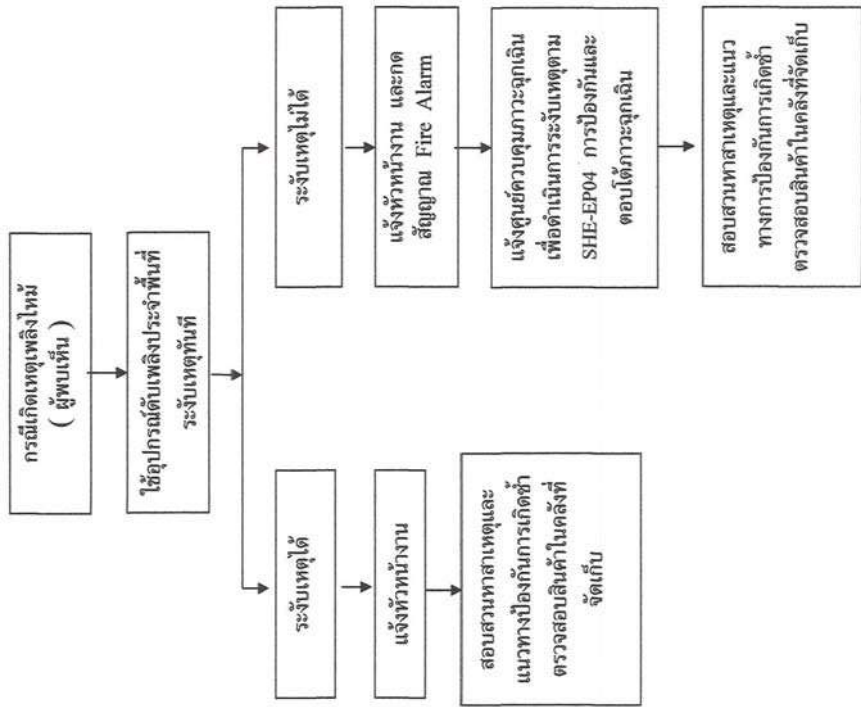 กรณีเกิดเหตุเพลิงไหม้
( ผู้พบเห็น )
ใช้อุปกรณ์ดับเพลิงประจำพื้นที่
ระงับเหตุทันที
ระงับเหตุได้
แจ้งหัวหน้างาน
สอบสวนหาสาเหตุและ
แนวทางป้องกันการเกิดซ้ำ
ตรวจสอบสินค้าในคลังที่
จัดเก็บ
ระงับเหตุไม่ได้
แจ้งหัวหน้างาน และกด
สัญญาณ Fire Alarm
แจ้งศูนย์ควบคุมภาวะฉุกเฉิน
เพื่อดำเนินการระงับเหตุตาม
SHE-EP04 การป้องกันและ
ตอบโต้ภาวะฉุกเฉิน
สอบสวนหาสาเหตุและแนว
ทางการป้องกันการเกิดซ้ำ
ตรวจสอบสินค้าในคลังที่จัดเก็บ